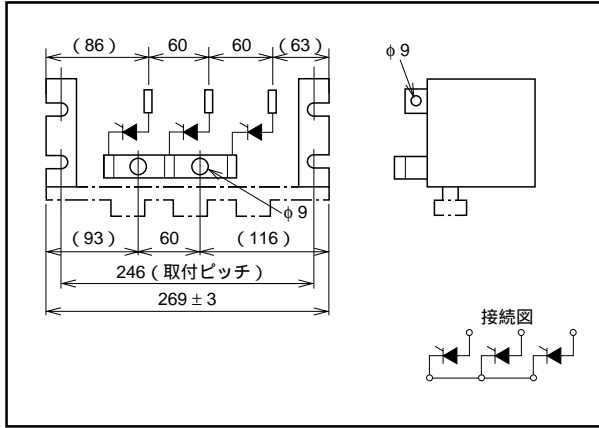 （86） 60 60 （63）
φ9
φ9
（93） 60 （116）
246（取付ピッチ）
269±3
接続図